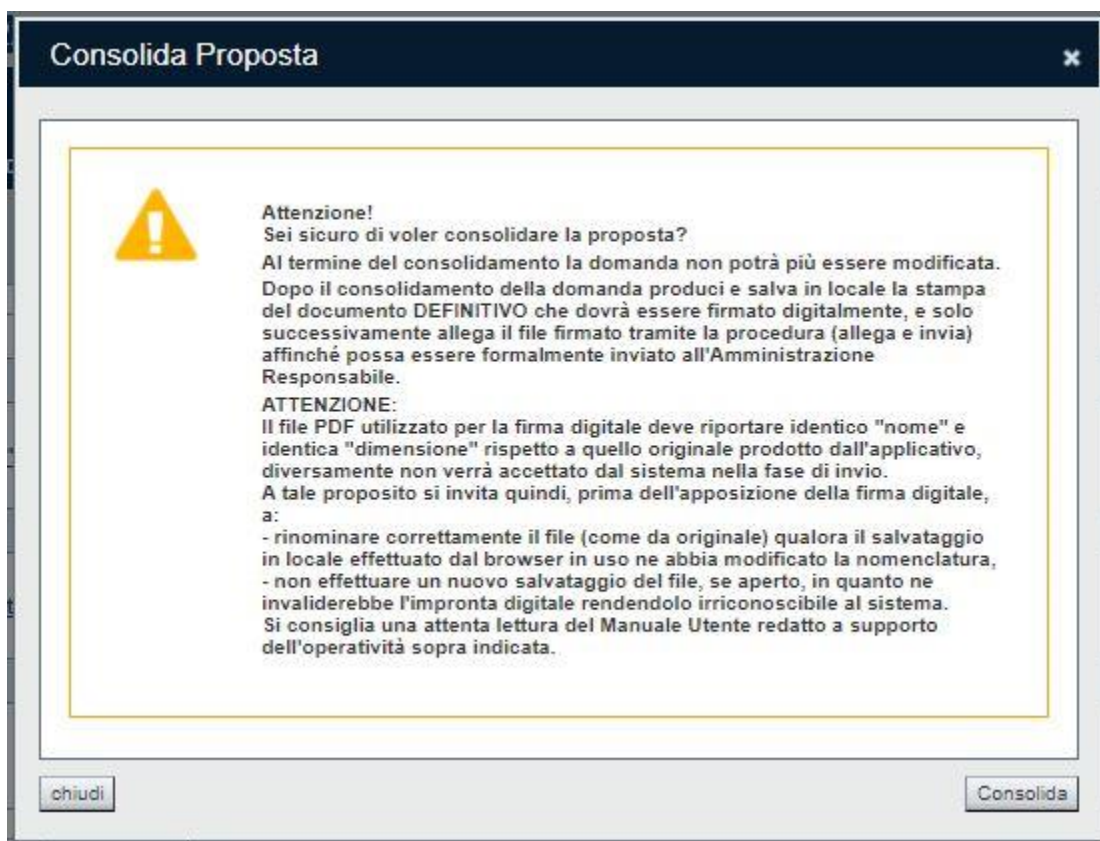 Consolida Proposta
Attenzione!
Sei sicuro di voler consolidare la proposta?
Al termine del consolidamento la domanda non potrà più essere modificata.
Dopo il consolidamento della domanda produci e salva in locale la stampa
del documento DEFINITIVO che dovrà essere firmato digitalmente, e solo
successivamente allega il file firmato tramite la procedura (allega e invia)
affinché possa essere formalmente inviato all'Amministrazione
Responsabile.
ATTENZIONE:
Il file PDF utilizzato per la firma digitale deve riportare identico "nome" e
identica "dimensione" rispetto a quello originale prodotto dall'applicativo,
diversamente non verrà accettato dal sistema nella fase di invio.
A tale proposito si invita quindi, prima dell'apposizione della firma digitale,
a:
- rinominare correttamente il file (come da originale) qualora il salvataggio
in locale effettuato dal browser in uso ne abbia modificato la nomenclatura,
- non effettuare un nuovo salvataggio del file, se aperto, in quanto ne
invaliderebbe l'impronta digitale rendendolo irriconoscibile al sistema.
Si consiglia una attenta lettura del Manuale Utente redatto a supporto
dell'operatività sopra indicata.
chiudi
Consolida